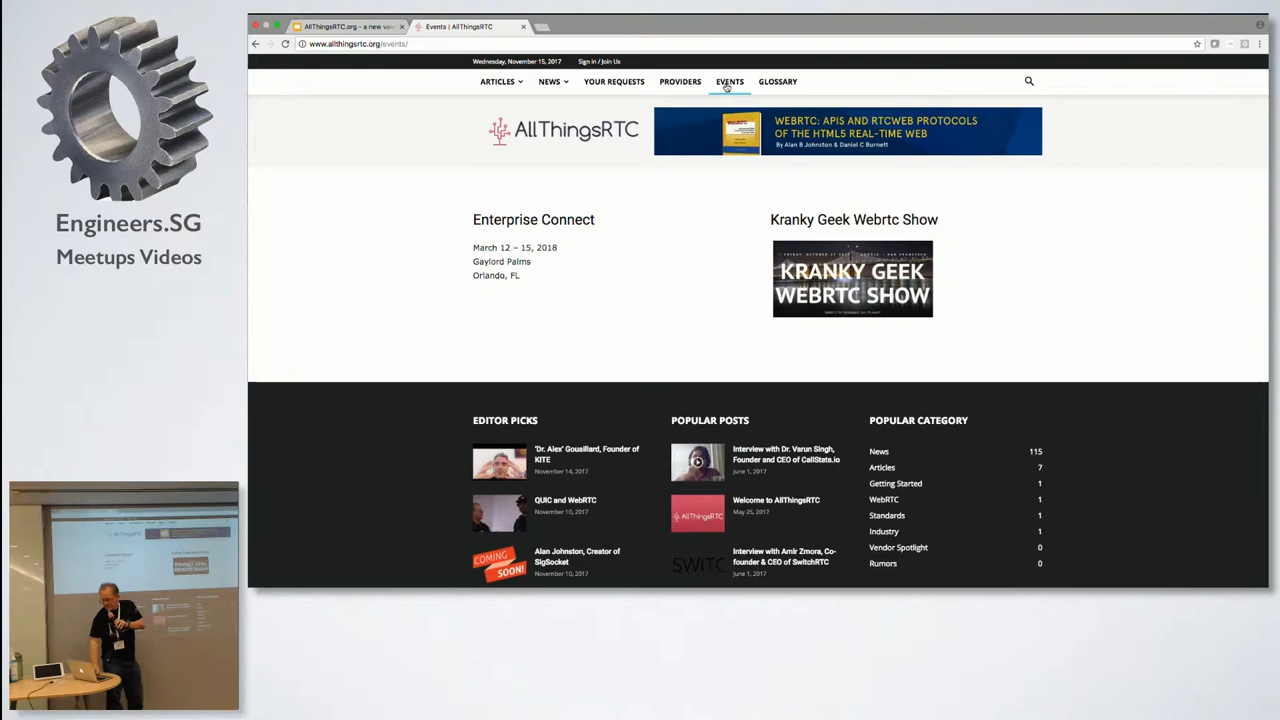 AllThingsRTC.org - a new voi
Events | AllThingsRTC
www.allthingsrtc.org/events/
Wednesday, November 15, 2017 Sign in / Join Us
ARTICLES NEWS YOUR REQUESTS PROVIDERS EVENTS GLOSSARY
AllThingsRTC
WEBRTC: APIS AND RTCWEB PROTOCOLS
OF THE HTML5 REAL-TIME WEB
By Alan B Johnston & Daniel C Burnett
WebRTC
Engineers.SG
Meetups Videos
Enterprise Connect
March 12 – 15, 2018
Gaylord Palms
Orlando, FL
Kranky Geek Webrtc Show
KRANKY GEEK
WEBRTC SHOW
EDITOR PICKS
'Dr. Alex' Gouaillard, Founder of
KITE
November 14, 2017
QUIC and WebRTC
November 10, 2017
COMING
SOON!
Alan Johnston, Creator of
SigSocket
November 10, 2017
POPULAR POSTS
Interview with Dr. Varun Singh,
Founder and CEO of CallStats.io
June 1, 2017
AllThingsRTC
Welcome to AllThingsRTC
May 25, 2017
SWITC
Interview with Amir Zmora, Co-
founder & CEO of SwitchRTC
June 1, 2017
POPULAR CATEGORY
News 115
Articles 7
Getting Started 1
WebRTC 1
Standards 1
Industry 1
Vendor Spotlight 0
Rumors 0